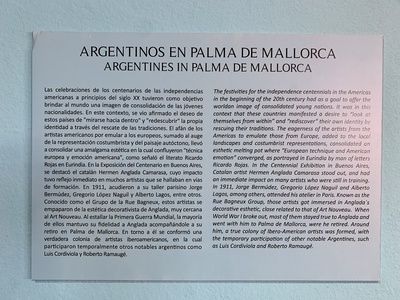 ARGENTINOS EN PALMA DE MALLORCA
ARGENTINES IN PALMA DE MALLORCA
Las celebraciones de los centenarios de las independencias
americanas a principios del siglo XX tuvieron como objetivo
brindar al mundo una imagen de consolidación de las jóvenes
nacionalidades. En este contexto, se vio afirmado el deseo de
estos países de "mirarse hacia dentro" y "redescubrir" la propia
identidad a través del rescate de las tradiciones. El afán de los
artistas americanos por emular a los europeos, sumado al auge
de la representación costumbrista y del paisaje autóctono, llevó
a consolidar una amalgama estética en la cual confluyeron "técnica
europea y emoción americana", como señaló el literato Ricardo
Rojas en Eurindia. En la Exposición del Centenario en Buenos Aires,
se destacó el catalán Hermen Anglada Camarasa, cuyo impacto
tuvo reflejo inmediato en muchos artistas que se hallaban en vías
de formación. En 1911, acudieron a su taller parisino Jorge
Bermúdez, Gregorio López Naguil y Alberto Lagos, entre otros.
Conocido como el Grupo de la Rue Bagneux, estos artistas se
empaparon de la estética decorativista de Anglada, muy cercana
al Art Nouveau. Al estallar la Primera Guerra Mundial, la mayoría
de ellos mantuvo su fidelidad a Anglada acompañándole a su
retiro en Palma de Mallorca. En torno a él se conformó una
verdadera colonia de artistas iberoamericanos, en la cual
participaron temporalmente otros notables argentinos como
Luis Cordiviola y Roberto Ramaugé.
The festivities for the independence centennials in the Americas
in the beginning of the 20th century had as a goal to offer the
worldan image of consolidated young nations. It was in this
context that these countries manifested a desire to "look at
themselves from within" and "rediscover" their own identity by
rescuing their traditions. The eagerness of the artists from the
Americas to emulate those from Europe, added to the local
landscapes and costumbrist representations, consolidated an
esthetic melting pot where "European technique and American
emotion" converged, as portrayed in Eurindia by man of letters
Ricardo Rojas. In the Centennial Exhibition in Buenos Aires,
Catalan artist Hermen Anglada Camarasa stood out, and had
an immediate impact on many artists who were still in training.
In 1911, Jorge Bermúdez, Gregorio López Naguil and Alberto
Lagos, among others, attended his atelier in Paris. Known as the
Rue Bagneux Group, those artists got immersed in Anglada's
decorative esthetic, close related to that of Art Nouveau. When
World War I broke out, most of them stayed true to Anglada and
went with him to Palma de Mallorca, were he retired. Around
him, a true colony of Ibero-American artists was formed, with
the temporary participation of other notable Argentines, such
as Luis Cordiviola and Roberto Ramaugé.